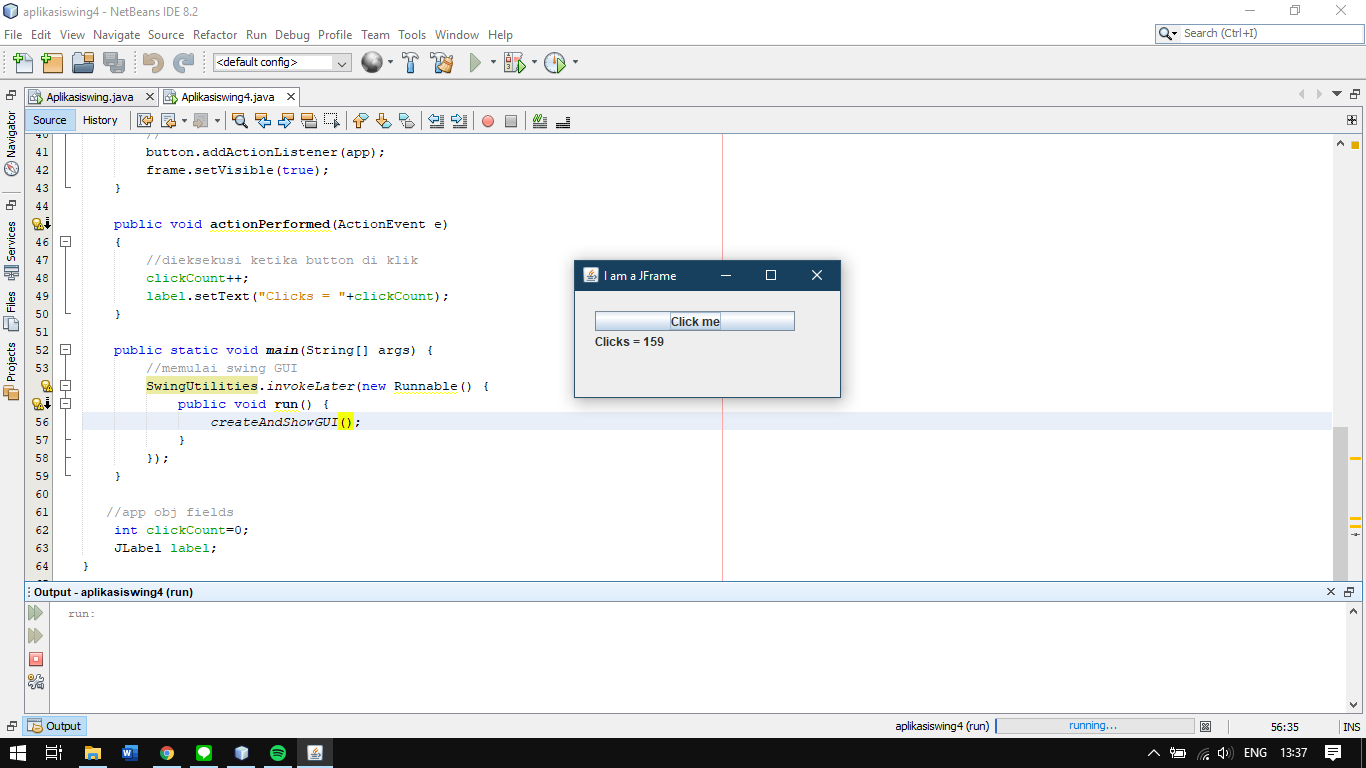 aplikasiswing4 - NetBeans IDE 8.2
File Edit View Navigate Source Refactor Run Debug Profile Team Tools Window Help
Search (Ctrl+I)
<default config>
Aplikasiswing.java Aplikasiswing4.java
Source History
Navigator
Services
Files
Projects
40 //
41 button.addActionListener(app);
42 frame.setVisible(true);
43 }
44
public void actionPerformed(ActionEvent e)
46 {
47 //dieksekusi ketika button di klik
48 clickCount++;
49 label.setText("Clicks = "+clickCount);
50 }
51
52 public static void main(String[] args) {
53 //memulai swing GUI
SwingUtilities.invokeLater(new Runnable() {
public void run() {
56 createAndShowGUI();
57 }
58 });
59 }
60
61 //app obj fields
62 int clickCount=0;
63 JLabel label;
64 }
I am a JFrame
Click me
Clicks = 159
Output - aplikasiswing4 (run)
run:
Output
aplikasiswing4 (run) running... 56:35 INS
ENG 13:37